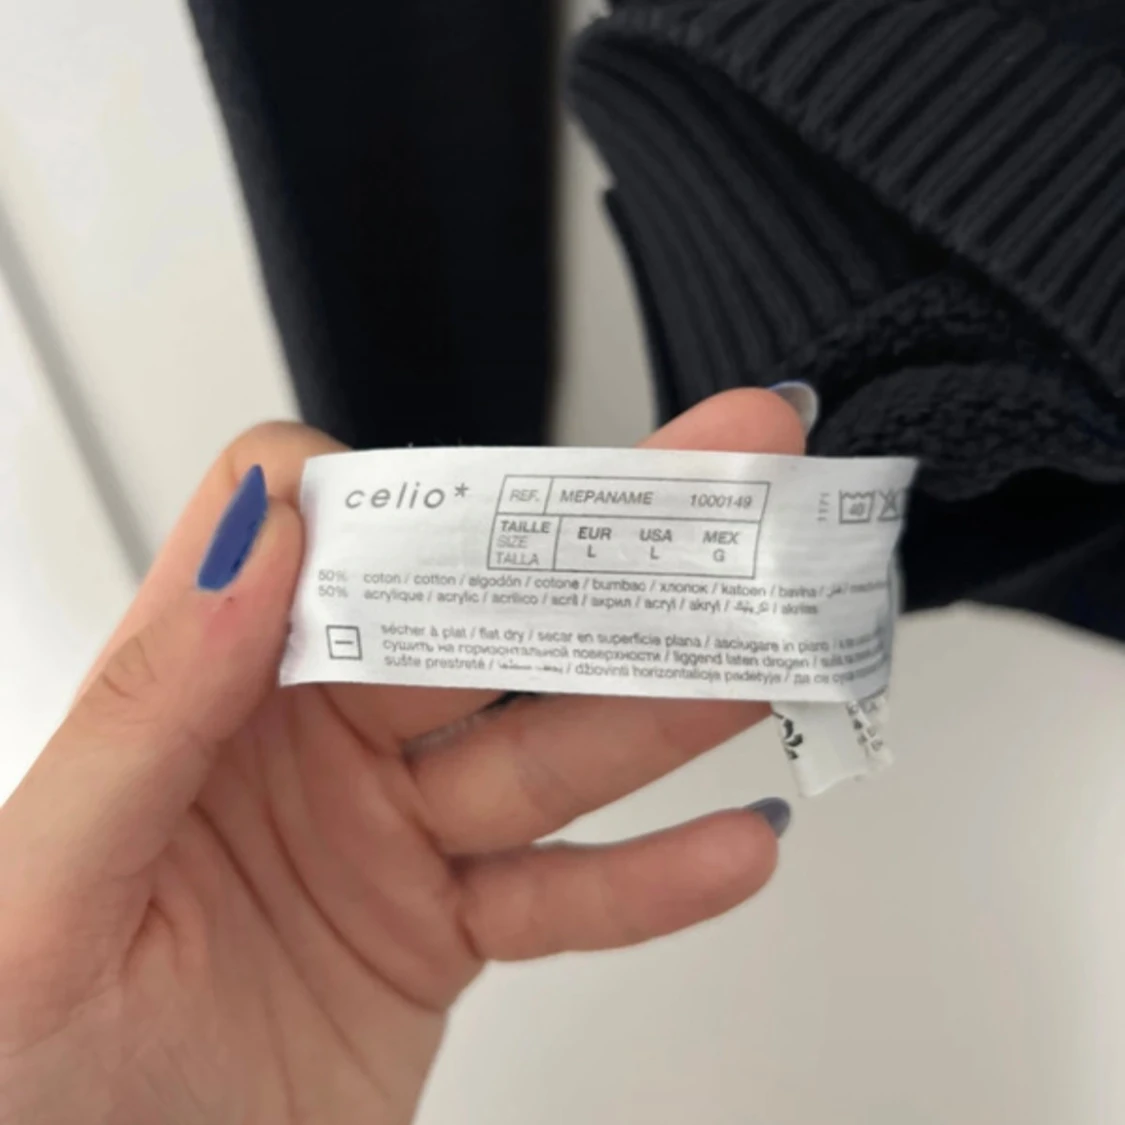 celio*
REF. MEPANAME 1000149
TAILLE EUR USA MEX
SIZE L L G
TALLA
40
50% coton / cotton / algodón / cotone / bumbac / хлопок / katoen / bavlna /
50% acrylique / acrylic / acrílico / acril / акрил / acryl / akryl / / akrilas
sécher à plat / flat dry / secar en superficie plana / asciugare in piano /
сушить на горизонтальной поверхности / liggend laten drogen /
sušte prestreté / / džiovinti horizontalioje padėtyje / да се